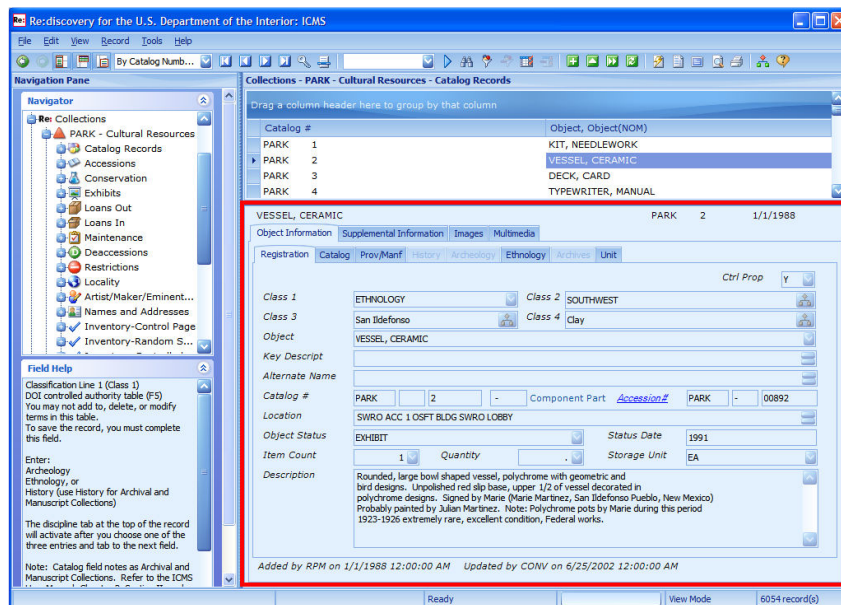 Re: Re:discovery for the U.S. Department of the Interior: ICMS
File Edit View Record Tools Help
By Catalog Numb...
Navigation Pane
Collections - PARK - Cultural Resources - Catalog Records
Navigator
Re: Collections
PARK - Cultural Resources
Catalog Records
Accessions
Conservation
Exhibits
Loans Out
Loans In
Maintenance
Deaccessions
Restrictions
Locality
Artist/Maker/Eminent...
Names and Addresses
Inventory-Control Page
Inventory-Random S...
Field Help
Classification Line 1 (Class 1)
DOI controlled authority table (F5)
You may not add to, delete, or modify
terms in this table.
To save the record, you must complete
this field.
Enter:
Archeology
Ethnology, or
History (use History for Archival and
Manuscript Collections)
The discipline tab at the top of the record
will activate after you choose one of the
three entries and tab to the next field.
Note: Catalog field notes as Archival and
Manuscript Collections. Refer to the ICMS
Drag a column header here to group by that column
Catalog # Object, Object(NOM)
PARK 1 KIT, NEEDLEWORK
PARK 2 VESSEL, CERAMIC
PARK 3 DECK, CARD
PARK 4 TYPEWRITER, MANUAL
VESSEL, CERAMIC PARK 2 1/1/1988
Object Information Supplemental Information Images Multimedia
Registration Catalog Prov/Manf History Archeology Ethnology Archives Unit
Ctrl Prop Y
Class 1 ETHNOLOGY Class 2 SOUTHWEST
Class 3 San Ildefonso Class 4 Clay
Object VESSEL, CERAMIC
Key Descript
Alternate Name
Catalog # PARK 2 - Component Part Accession# PARK - 00892
Location SWRO ACC 1 OSFT BLDG SWRO LOBBY
Object Status EXHIBIT Status Date 1991
Item Count 1 Quantity . Storage Unit EA
Description Rounded, large bowl shaped vessel, polychrome with geometric and
bird designs. Unpolished red slip base, upper 1/2 of vessel decorated in
polychrome designs. Signed by Marie (Marie Martinez, San Ildefonso Pueblo, New Mexico)
Probably painted by Julian Martinez. Note: Polychrome pots by Marie during this period
1923-1926 extremely rare, excellent condition, Federal works.
Added by RPM on 1/1/1988 12:00:00 AM Updated by CONV on 6/25/2002 12:00:00 AM
Ready View Mode 6054 record(s)